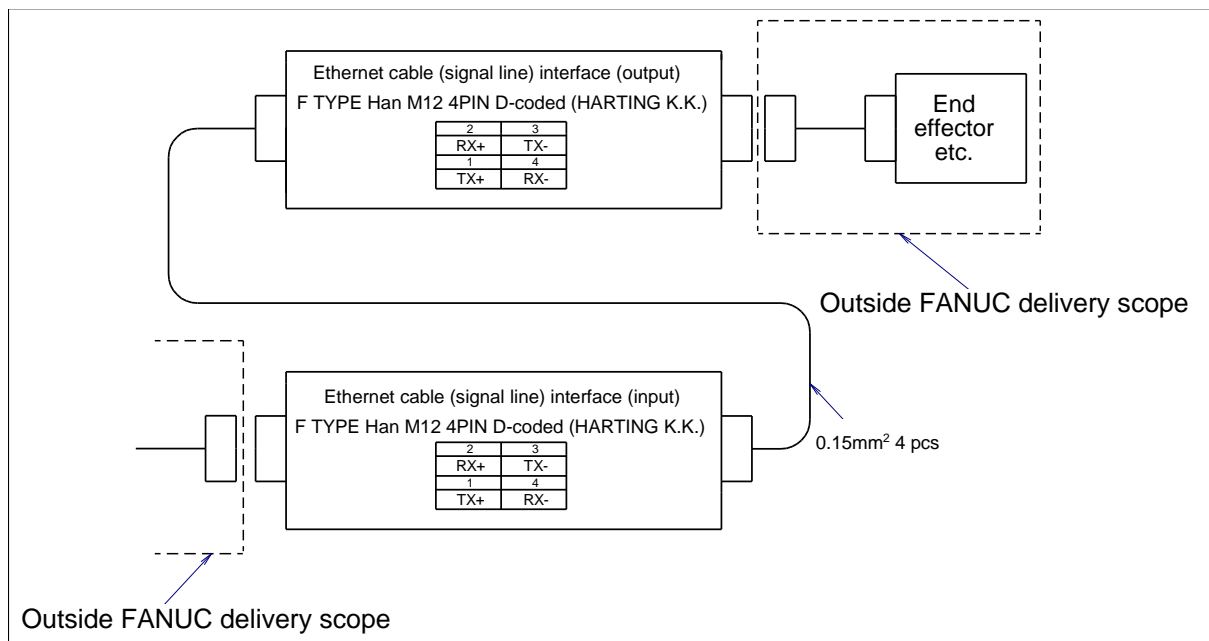 Ethernet cable (signal line) interface (output)
F TYPE Han M12 4PIN D-coded (HARTING K.K.)
2 3
RX+ TX-
1 4
TX+ RX-
End
effector
etc.
Outside FANUC delivery scope
Ethernet cable (signal line) interface (input)
F TYPE Han M12 4PIN D-coded (HARTING K.K.)
2 3
RX+ TX-
1 4
TX+ RX-
0.15mm² 4 pcs
Outside FANUC delivery scope